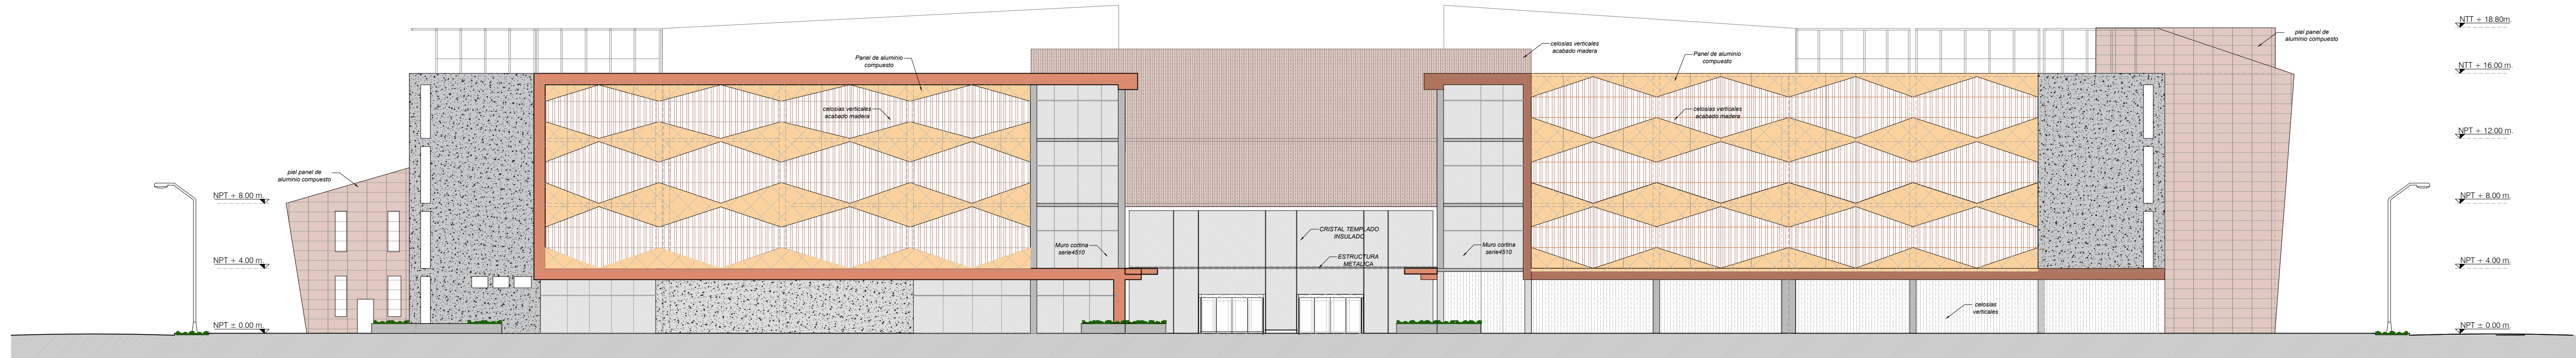 NTT + 18.80m.
piel panel de
aluminio compuesto
celosias verticales
acabado madera
Panel de aluminio
compuesto
Panel de aluminio
compuesto
NTT + 16.00 m.
celosias verticales
acabado madera
celosias verticales
acabado madera
NPT + 12.00 m.
piel panel de
aluminio compuesto
NPT + 8.00 m.
NPT + 8.00 m.
CRISTAL TEMPLADO
INSULADO
Muro cortina
serie4510
Muro cortina
serie4510
ESTRUCTURA
METALICA
NPT + 4.00 m.
NPT + 4.00 m.
celosias
verticales
NPT ± 0.00 m.
NPT ± 0.00 m.